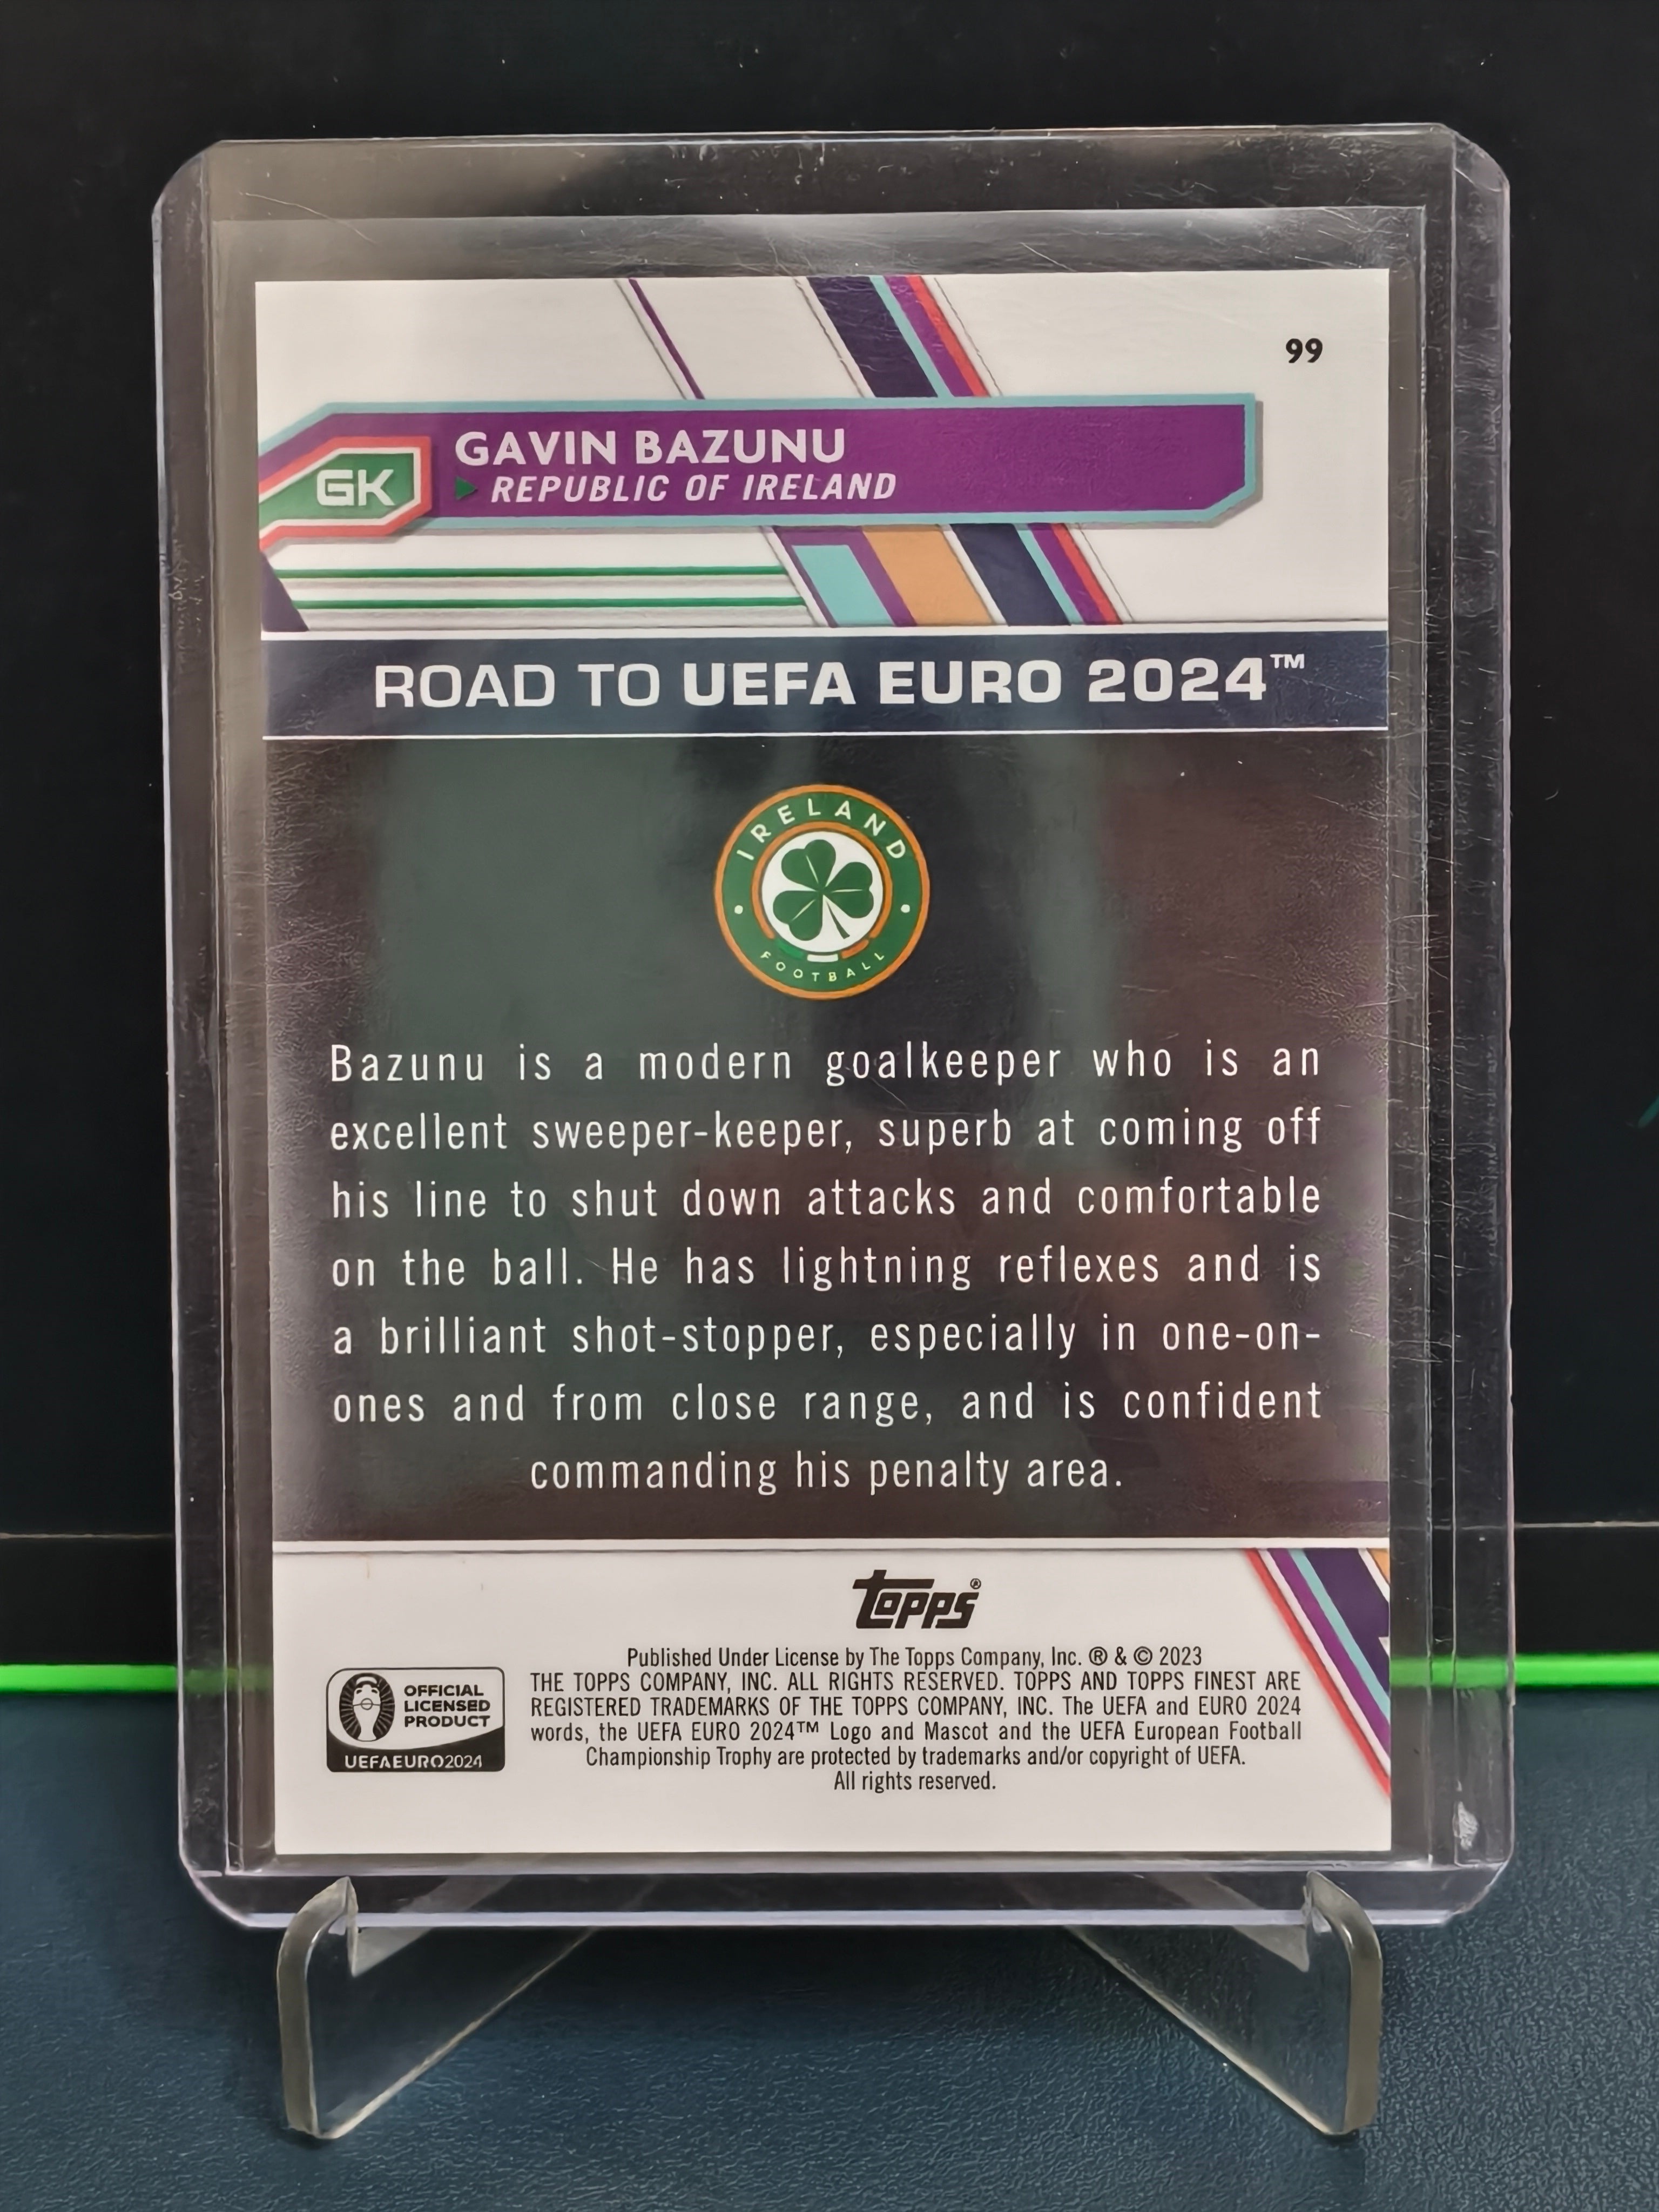 99
GAVIN BAZUNU
GK
REPUBLIC OF IRELAND
ROAD TO UEFA EURO 2024™
IRELAND
FOOTBALL
Bazunu is a modern goalkeeper who is an
excellent sweeper-keeper, superb at coming off
his line to shut down attacks and comfortable
on the ball. He has lightning reflexes and is
a brilliant shot-stopper, especially in one-on-
ones and from close range, and is confident
commanding his penalty area.
topps®
Published Under License by The Topps Company, Inc. ® & © 2023
THE TOPPS COMPANY, INC. ALL RIGHTS RESERVED. TOPPS AND TOPPS FINEST ARE
REGISTERED TRADEMARKS OF THE TOPPS COMPANY, INC. The UEFA and EURO 2024
words, the UEFA EURO 2024™ Logo and Mascot and the UEFA European Football
Championship Trophy are protected by trademarks and/or copyright of UEFA.
All rights reserved.
OFFICIAL
LICENSED
PRODUCT
UEFAEURO2024